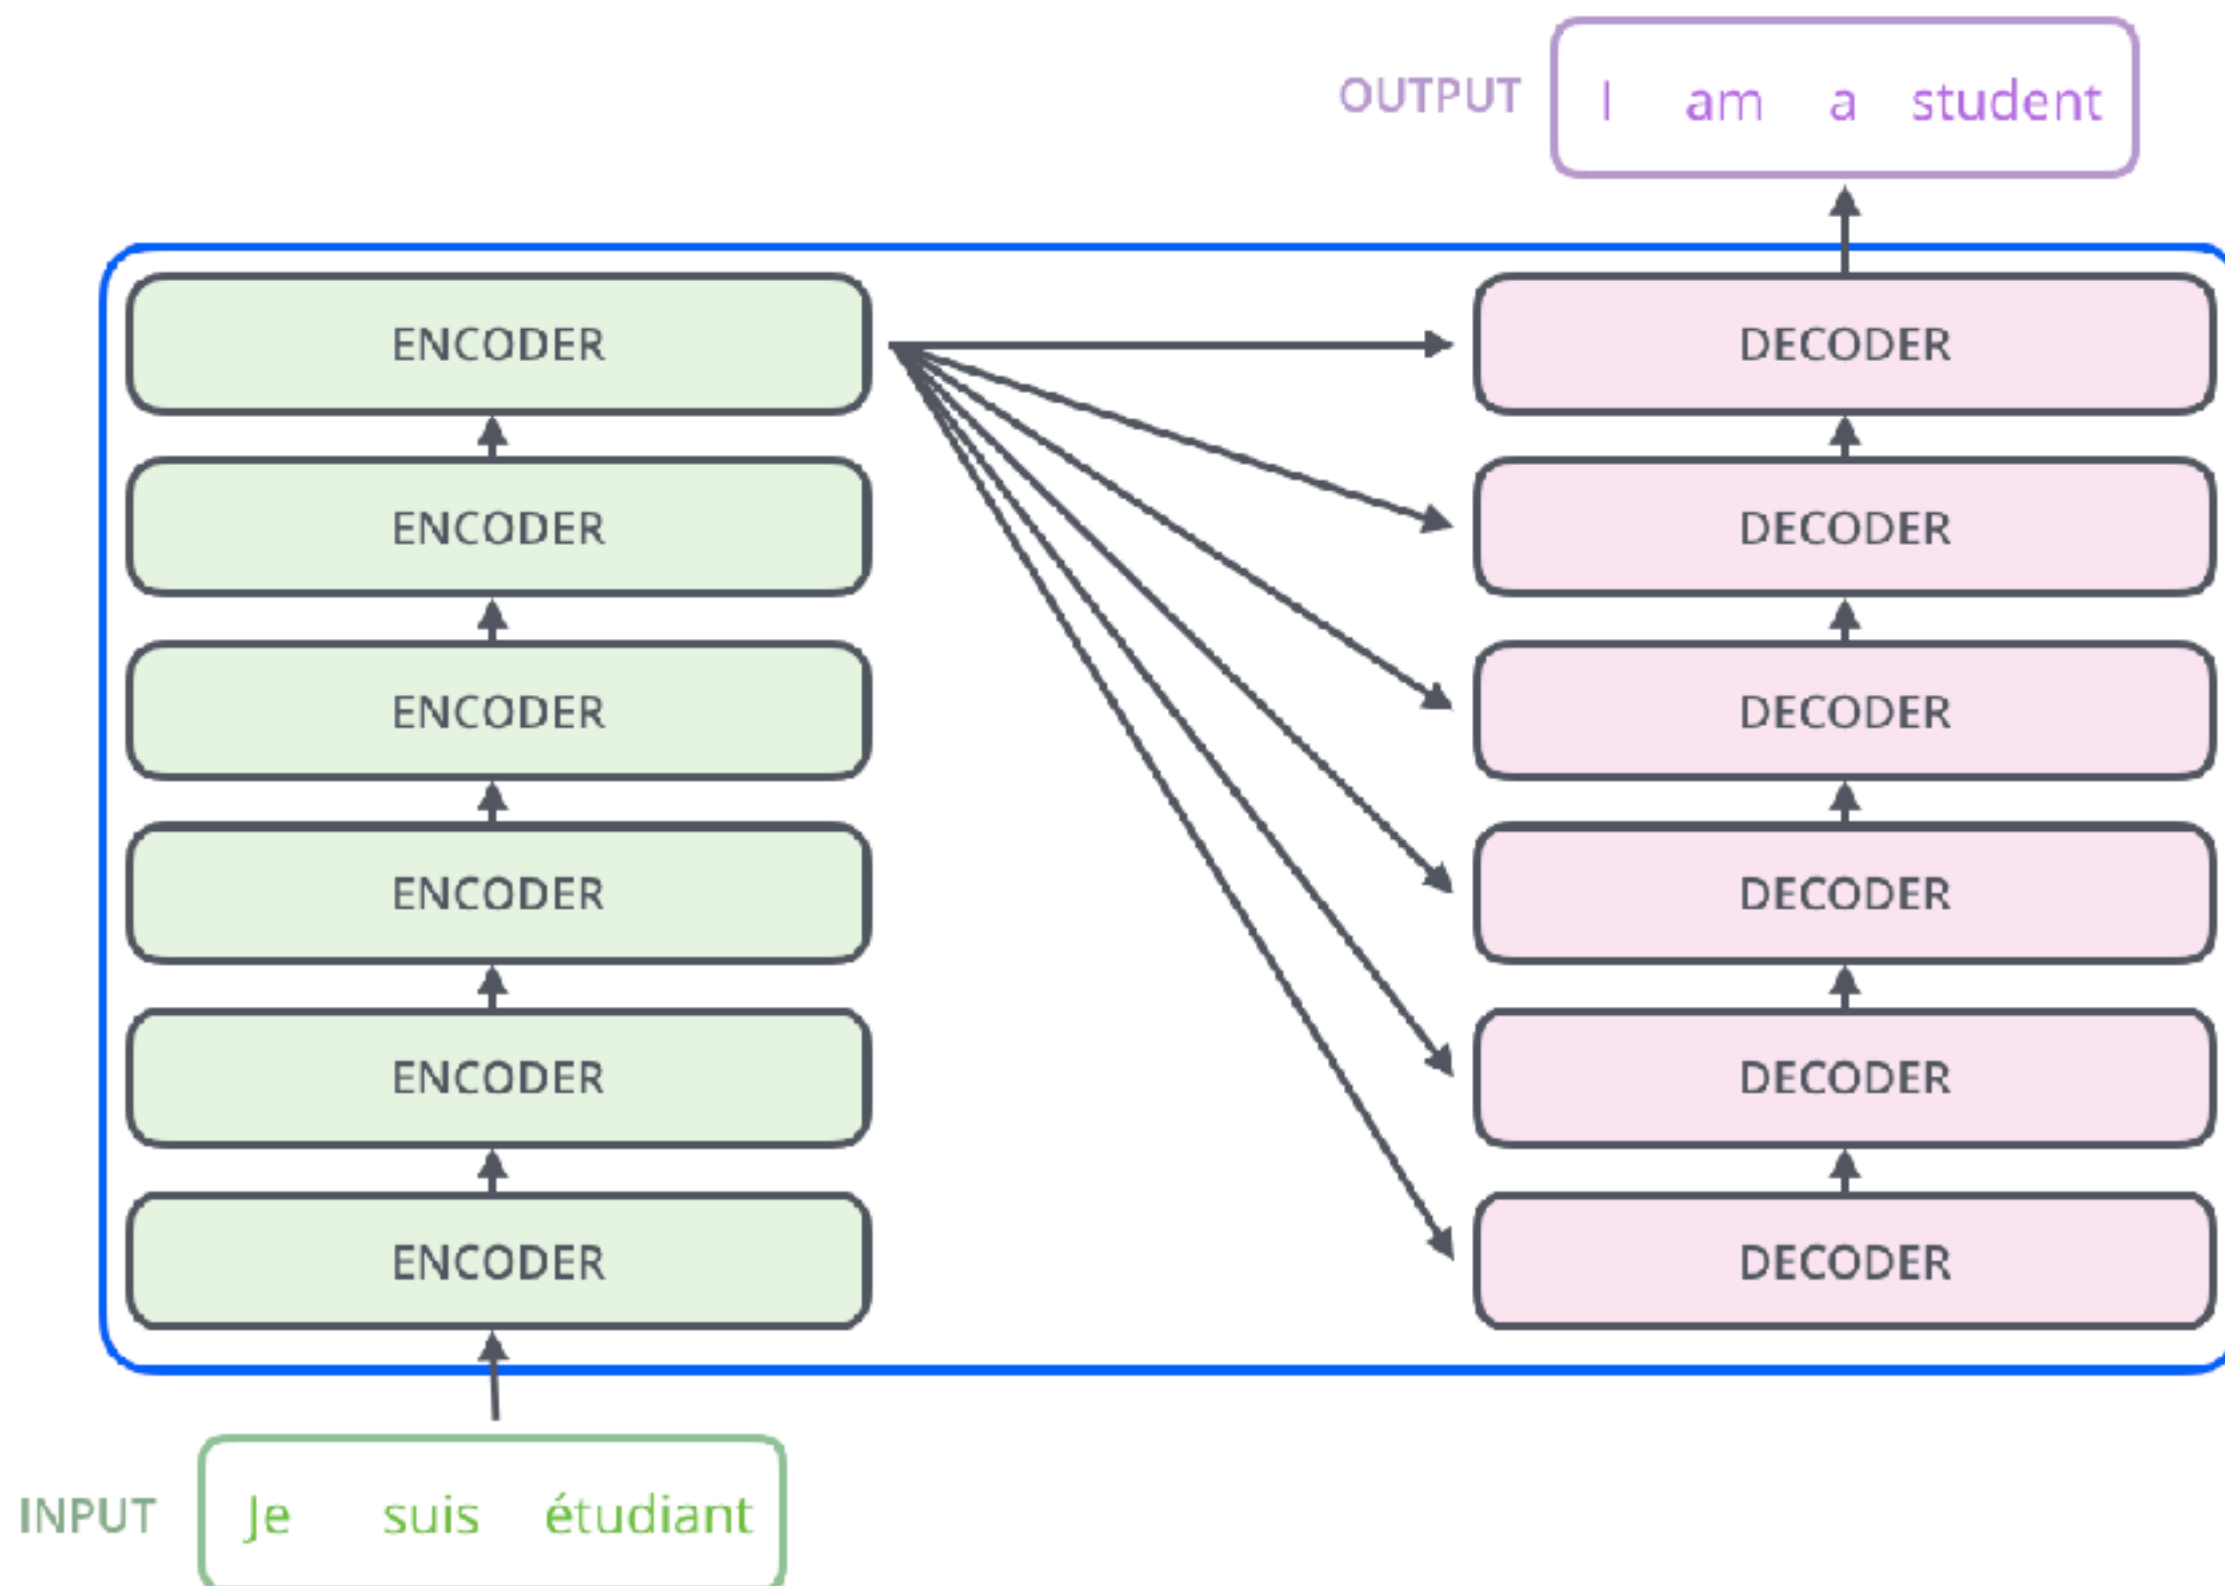 OUTPUT
I am a student
ENCODER
DECODER
ENCODER
DECODER
ENCODER
DECODER
ENCODER
DECODER
ENCODER
DECODER
ENCODER
DECODER
INPUT
Je suis étudiant